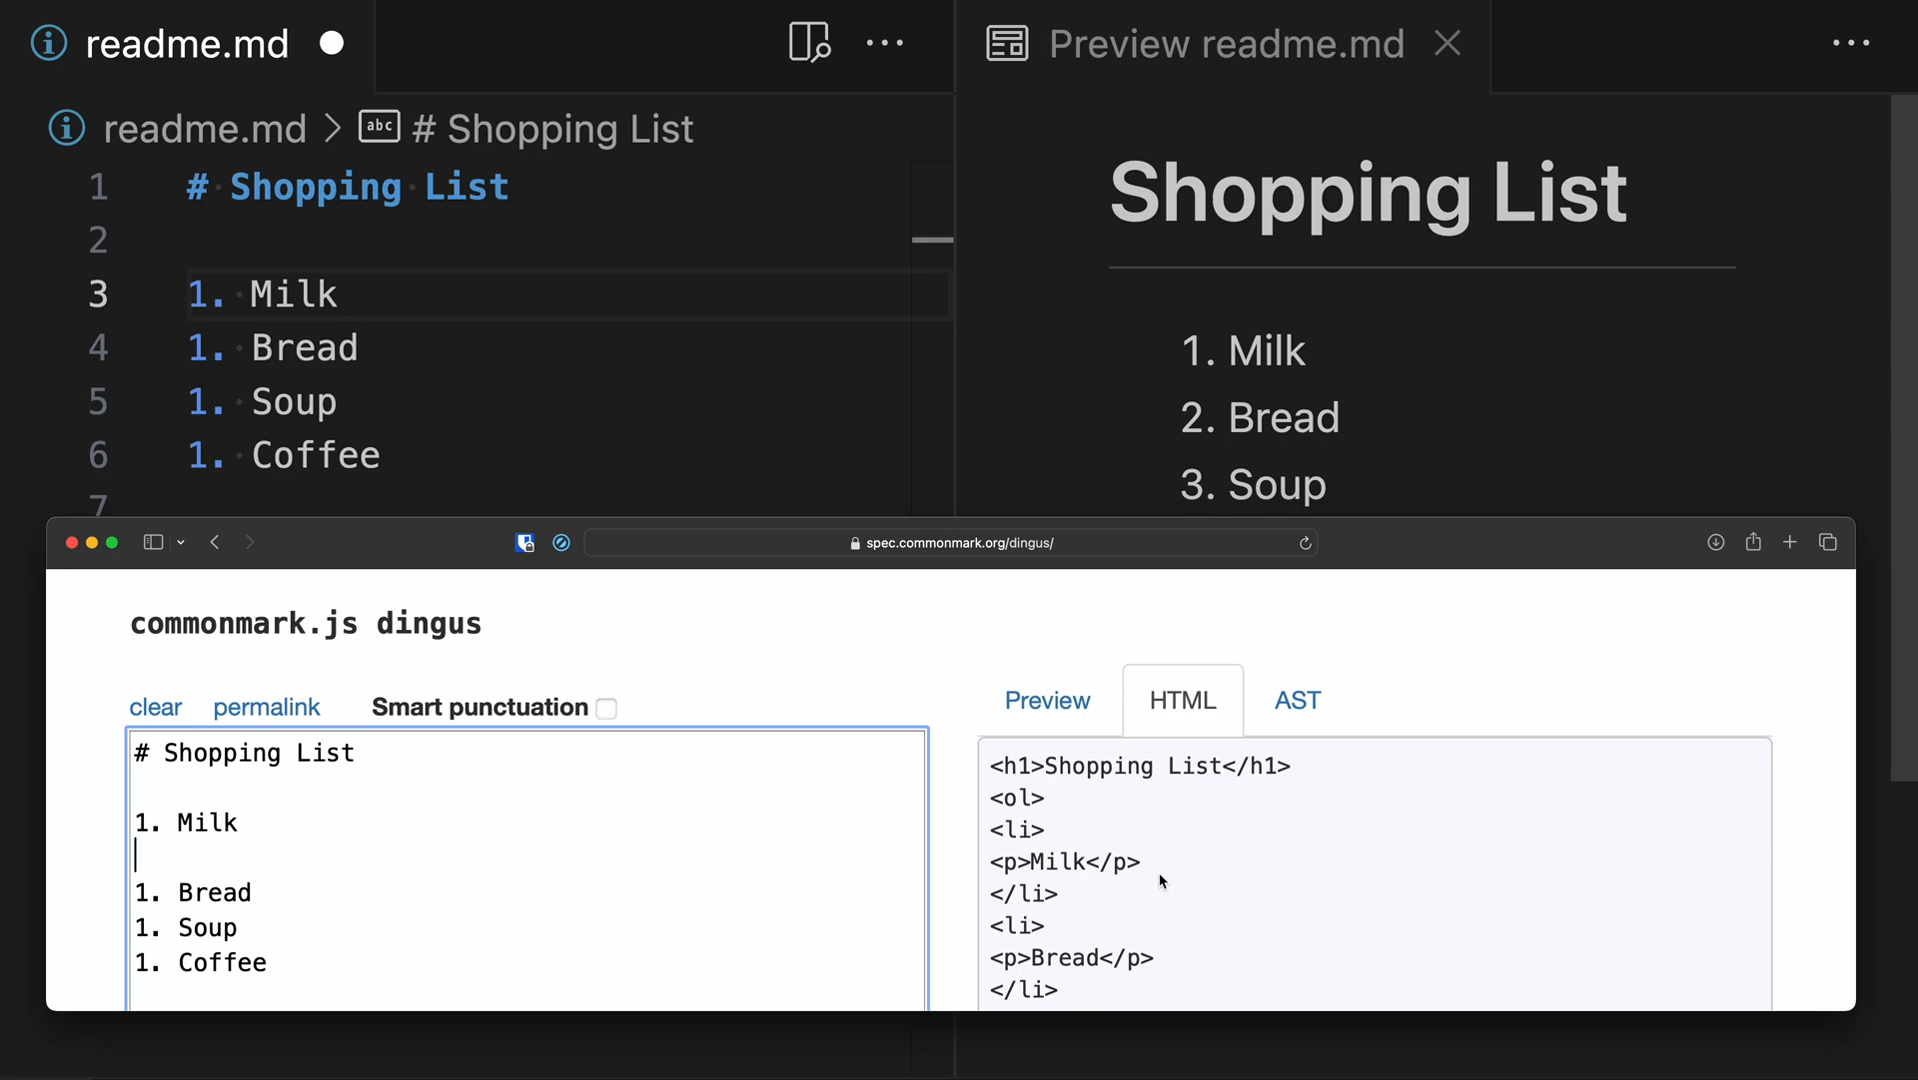 readme.md
Preview readme.md
readme.md > abc # Shopping List
1 # Shopping List
2
3 1. Milk
4 1. Bread
5 1. Soup
6 1. Coffee
7
Shopping List
1. Milk
2. Bread
3. Soup
spec.commonmark.org/dingus/
commonmark.js dingus
clear permalink Smart punctuation
# Shopping List
1. Milk
1. Bread
1. Soup
1. Coffee
Preview HTML AST
<h1>Shopping List</h1>
<ol>
<li>
<p>Milk</p>
</li>
<li>
<p>Bread</p>
</li>